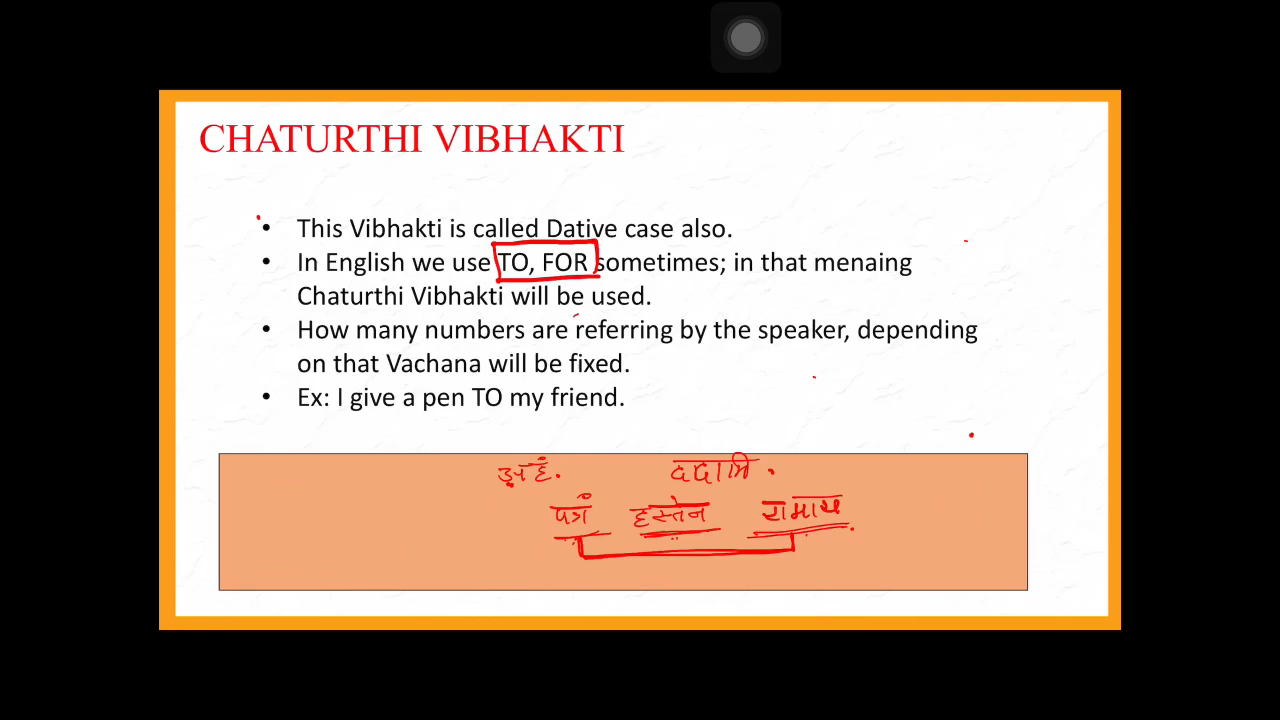 CHATURTHI VIBHAKTI
• This Vibhakti is called Dative case also.
• In English we use TO, FOR sometimes; in that menaing
Chaturthi Vibhakti will be used.
• How many numbers are referring by the speaker, depending
on that Vachana will be fixed.
• Ex: I give a pen TO my friend.
अहं. ददामि .
पत्रं हस्तेन रामाय.